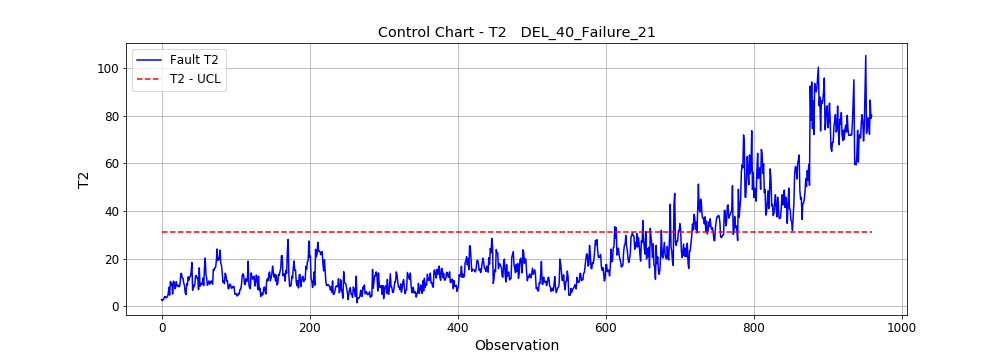 Control Chart - T2   DEL_40_Failure_21
Fault T2
T2 - UCL
T2
100
80
60
40
20
0
0 200 400 600 800 1000
Observation